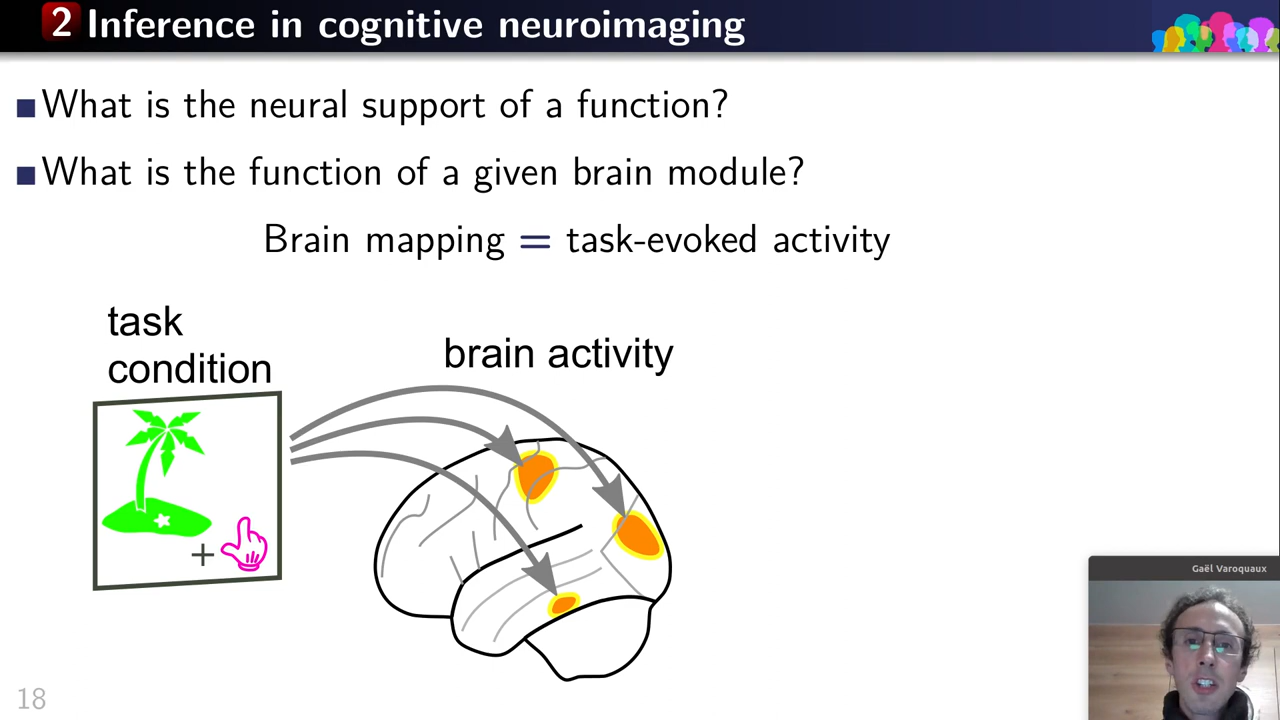 2 Inference in cognitive neuroimaging
What is the neural support of a function?
What is the function of a given brain module?
Brain mapping = task-evoked activity
task
condition
brain activity
+
Gaël Varoquaux
18